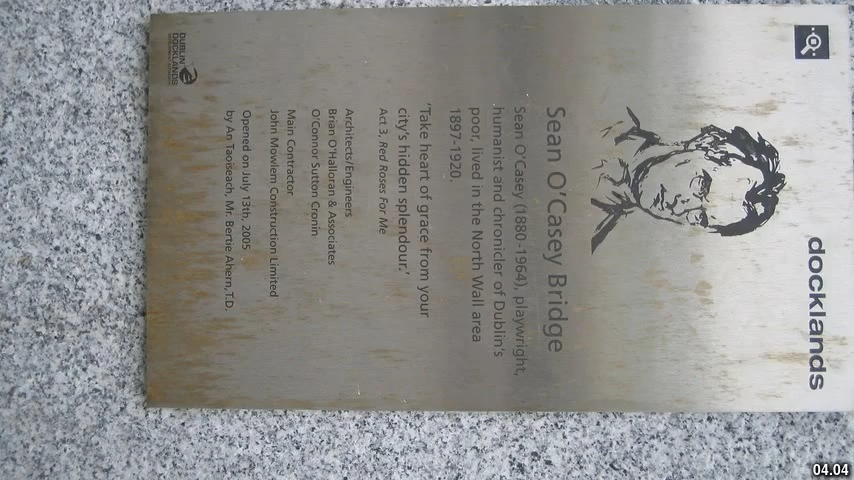 docklands
Sean O'Casey Bridge
Sean O'Casey (1880-1964), playwright,
humanist and chronicler of Dublin's
poor, lived in the North Wall area
1897-1920.
'Take heart of grace from your
city's hidden splendour.'
Act 3, Red Roses For Me
Architects/Engineers
Brian O'Halloran & Associates
O'Connor Sutton Cronin
Main Contractor
John Mowlem Construction Limited
Opened on July 13th, 2005
by An Taoiseach, Mr. Bertie Ahern,T.D.
DUBLIN
DOCKLANDS
04.04